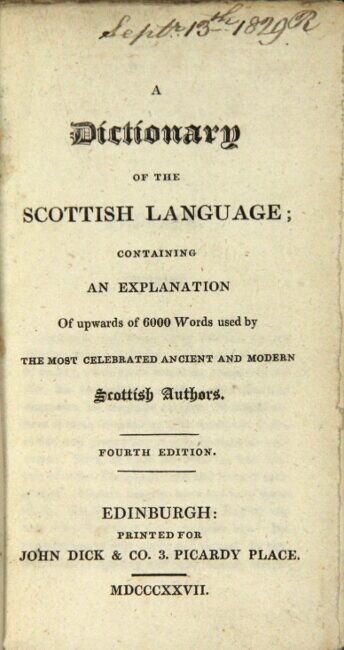 Septr. 13th 1829 R
A
Dictionary
OF THE
SCOTTISH LANGUAGE;
CONTAINING
AN EXPLANATION
Of upwards of 6000 Words used by
THE MOST CELEBRATED ANCIENT AND MODERN
Scottish Authors.
FOURTH EDITION.
EDINBURGH:
PRINTED FOR
JOHN DICK & CO. 3. PICARDY PLACE.
MDCCCXXVII.